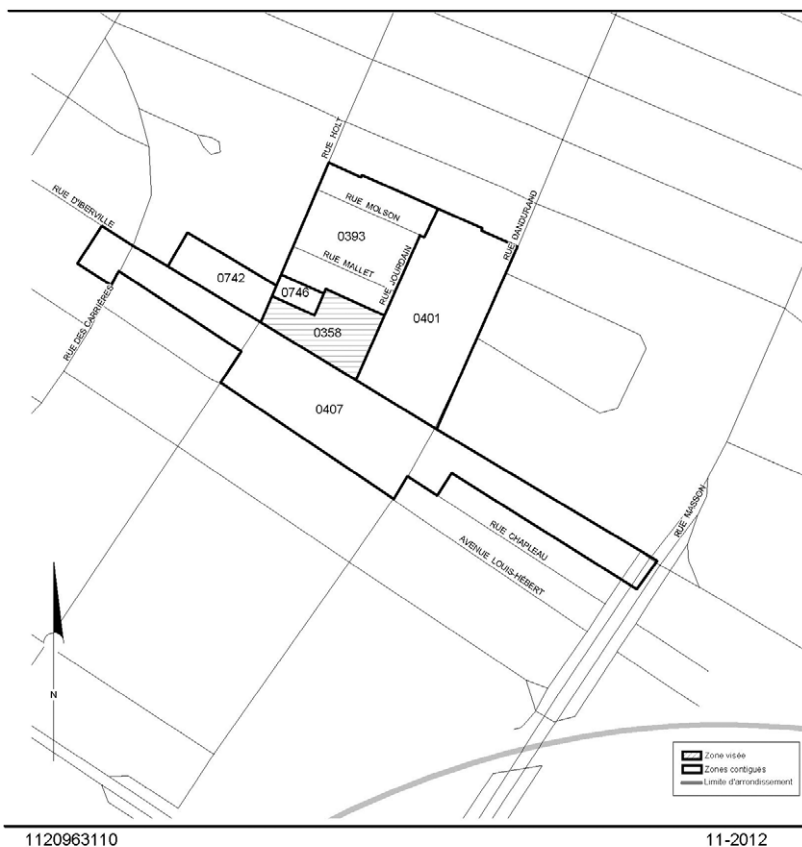 RUE HOLT
RUE D'IBERVILLE
RUE MOLSON
RUE DANDURAND
0393
RUE MALLET
RUE JOURDAIN
0742
0746
0401
0358
RUE DES CARRIÈRES
0407
RUE MASSON
RUE CHAPLEAU
AVENUE LOUIS-HÉBERT
N
Zone visée
Zones contiguës
Limite d'arrondissement
1120963110
11-2012